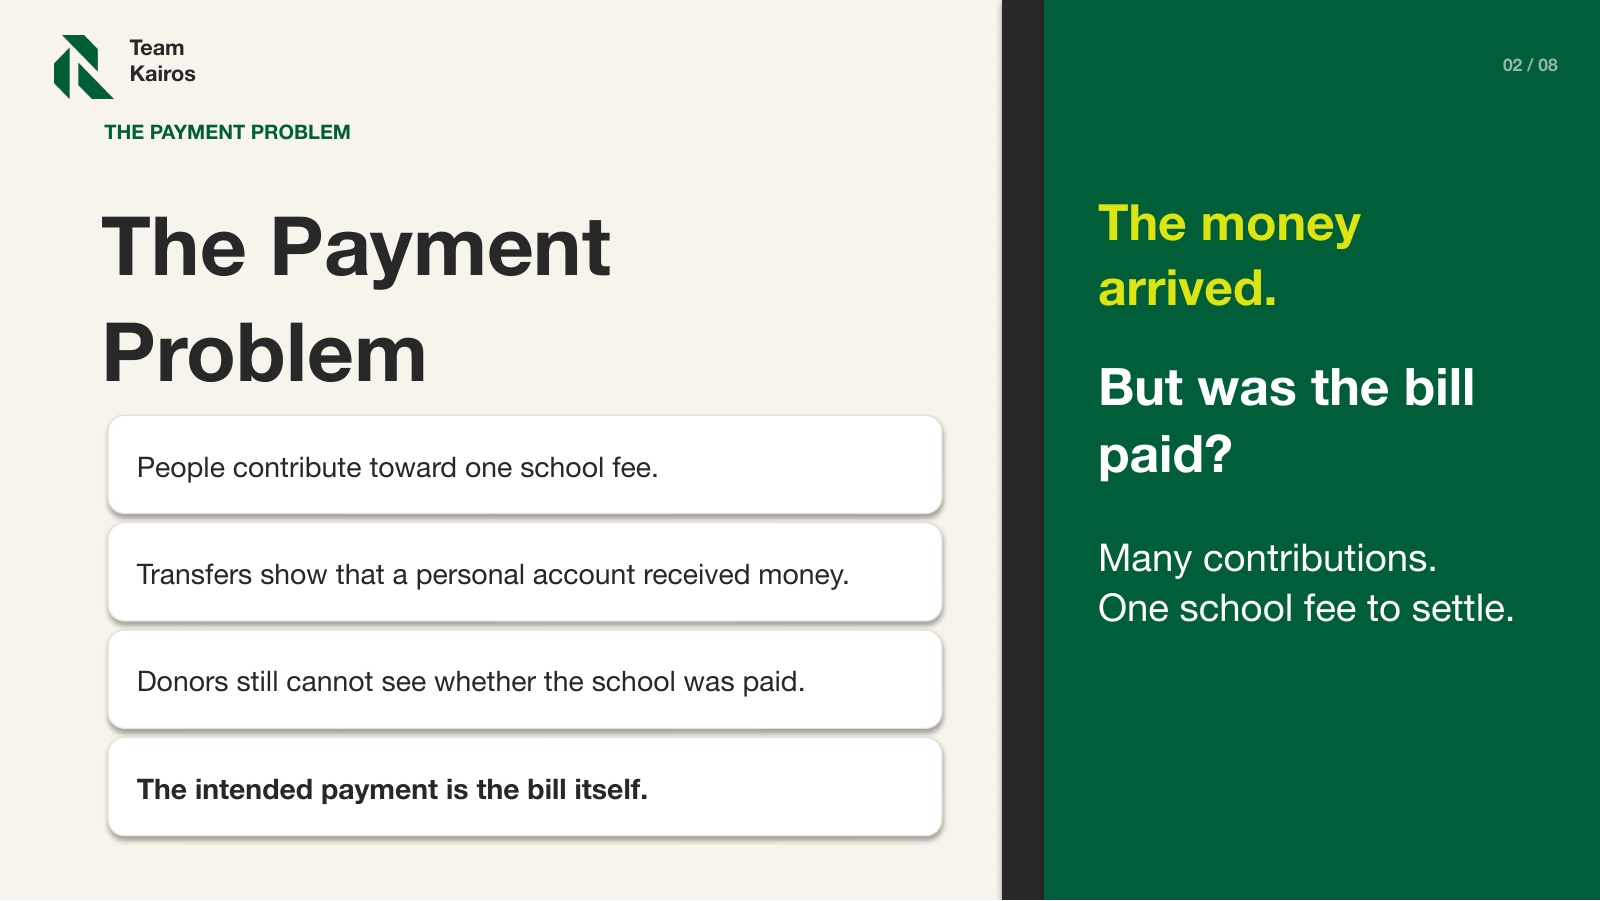 Team
Kairos
THE PAYMENT PROBLEM
The Payment
Problem
People contribute toward one school fee.
Transfers show that a personal account received money.
Donors still cannot see whether the school was paid.
The intended payment is the bill itself.
02 / 08
The money
arrived.
But was the bill
paid?
Many contributions.
One school fee to settle.